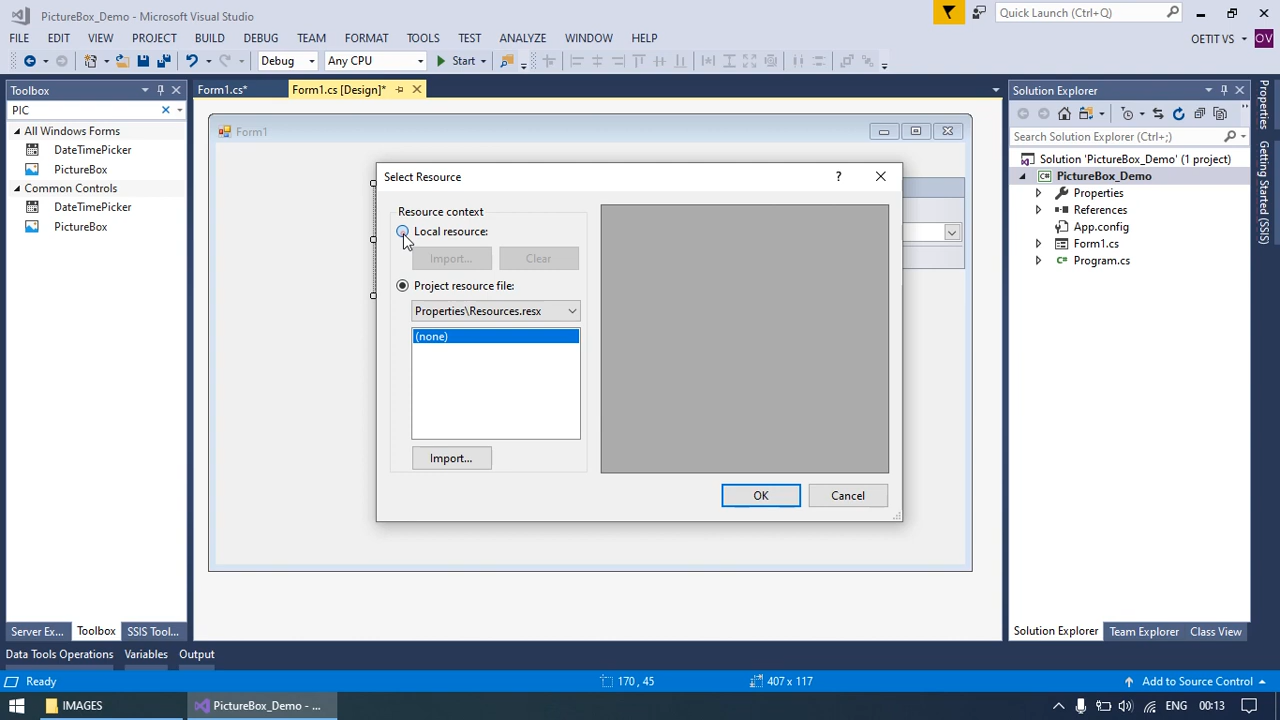 PictureBox_Demo - Microsoft Visual Studio
Quick Launch (Ctrl+Q)
FILE EDIT VIEW PROJECT BUILD DEBUG TEAM FORMAT TOOLS TEST ANALYZE WINDOW HELP
OETIT VS OV
Debug Any CPU Start
Toolbox
PIC
All Windows Forms
DateTimePicker
PictureBox
Common Controls
DateTimePicker
PictureBox
Server Ex... Toolbox SSIS Tool...
Form1.cs* Form1.cs [Design]*
Form1
Select Resource
Resource context
Local resource:
Import... Clear
Project resource file:
Properties\Resources.resx
(none)
Import...
OK Cancel
Solution Explorer
Search Solution Explorer (Ctrl+;)
Solution 'PictureBox_Demo' (1 project)
PictureBox_Demo
Properties
References
App.config
Form1.cs
Program.cs
Solution Explorer Team Explorer Class View
Properties
Getting Started (SSIS)
Data Tools Operations Variables Output
Ready 170 , 45 407 x 117 Add to Source Control
IMAGES PictureBox_Demo - ... ENG 00:13